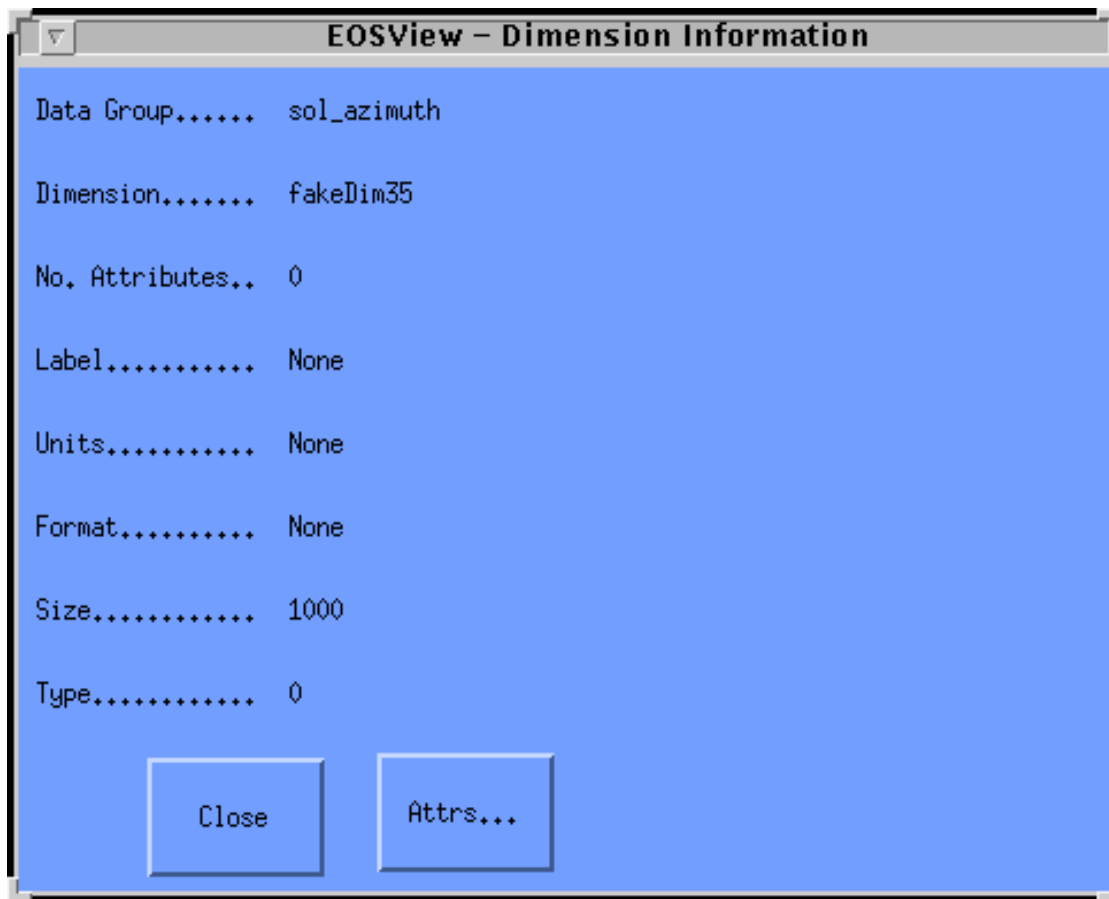 EOSView – Dimension Information
Data Group...... sol_azimuth
Dimension....... fakeDim35
No. Attributes.. 0
Label........... None
Units........... None
Format.......... None
Size............ 1000
Type............ 0
Close Attrs...